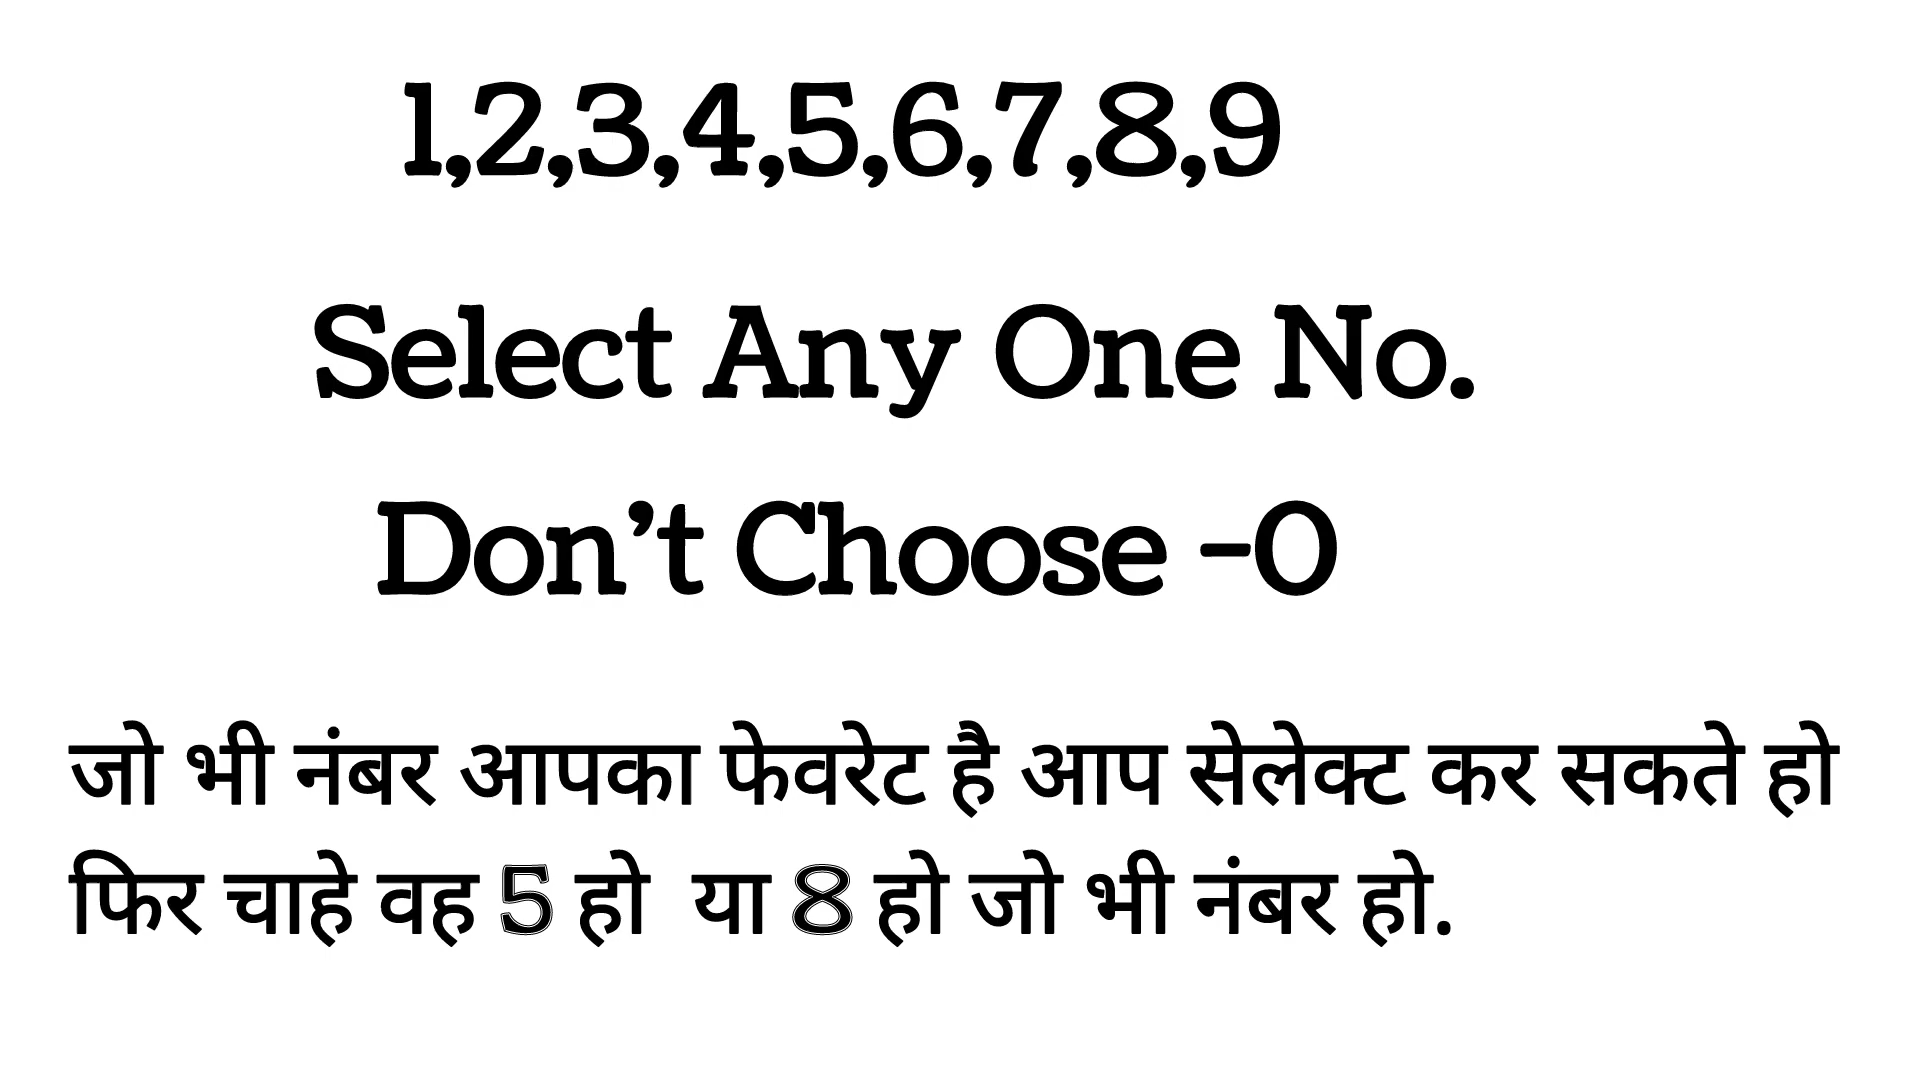 1,2,3,4,5,6,7,8,9
Select Any One No.
Don't Choose -0
जो भी नंबर आपका फेवरेट है आप सेलेक्ट कर सकते हो
फिर चाहे वह 5 हो या 8 हो जो भी नंबर हो.